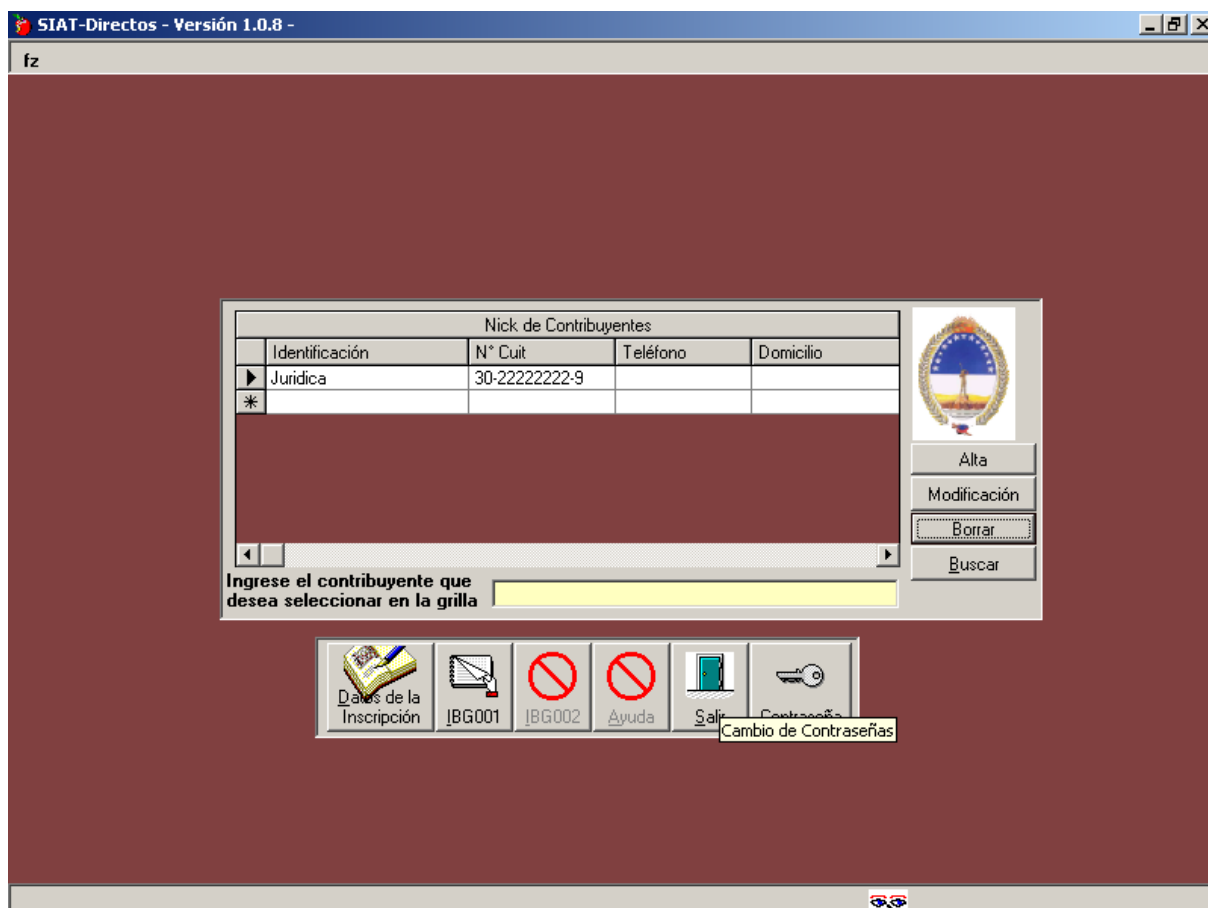 SIAT-Directos - Versión 1.0.8 -
fz
Nick de Contribuyentes
Identificación N° Cuit Teléfono Domicilio
Juridica 30-22222222-9
Alta
Modificación
Borrar
Buscar
Ingrese el contribuyente que
desea seleccionar en la grilla
Datos de la
Inscripción
IBG001
IBG002
Ayuda
Salir
Contraseña
Cambio de Contraseñas